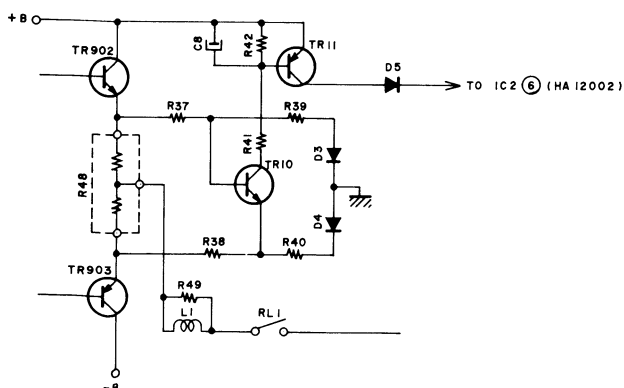 +B
TR902
C8
R42
TR11
D5
TO IC2 ⑥ (HA12002)
R37
R39
R41
TR10
D3
R48
D4
R38
R40
TR903
R49
L1
RL1
-B